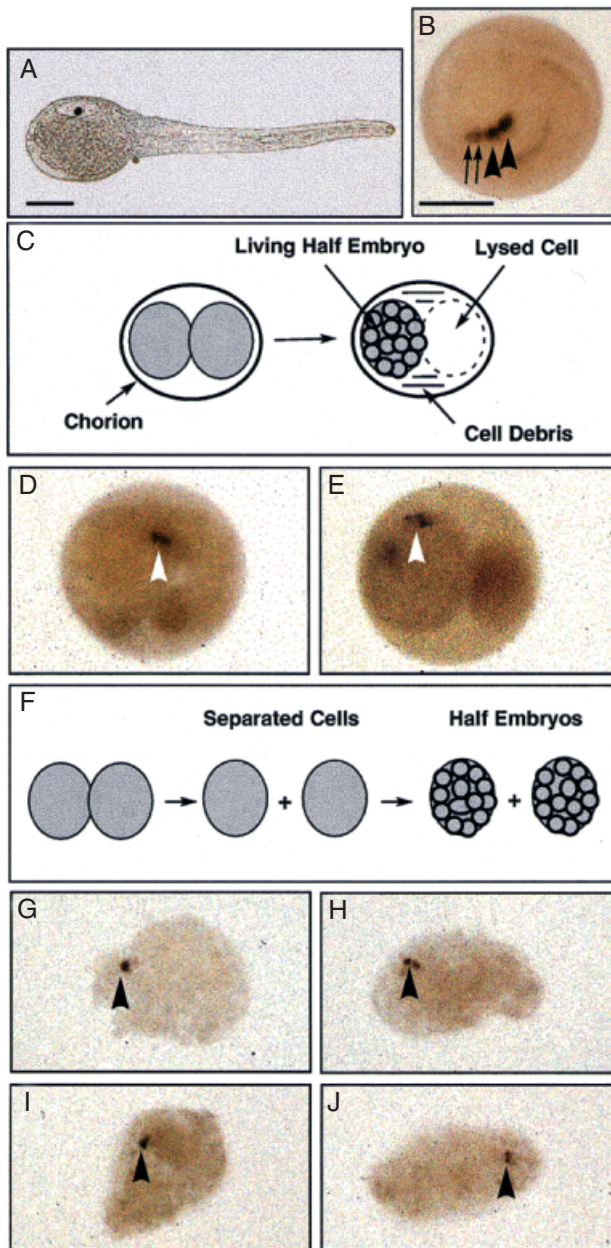 A
B
C
Living Half Embryo
Lysed Cell
Chorion
Cell Debris
D
E
F
Separated Cells
Half Embryos
+
+
G
H
I
J